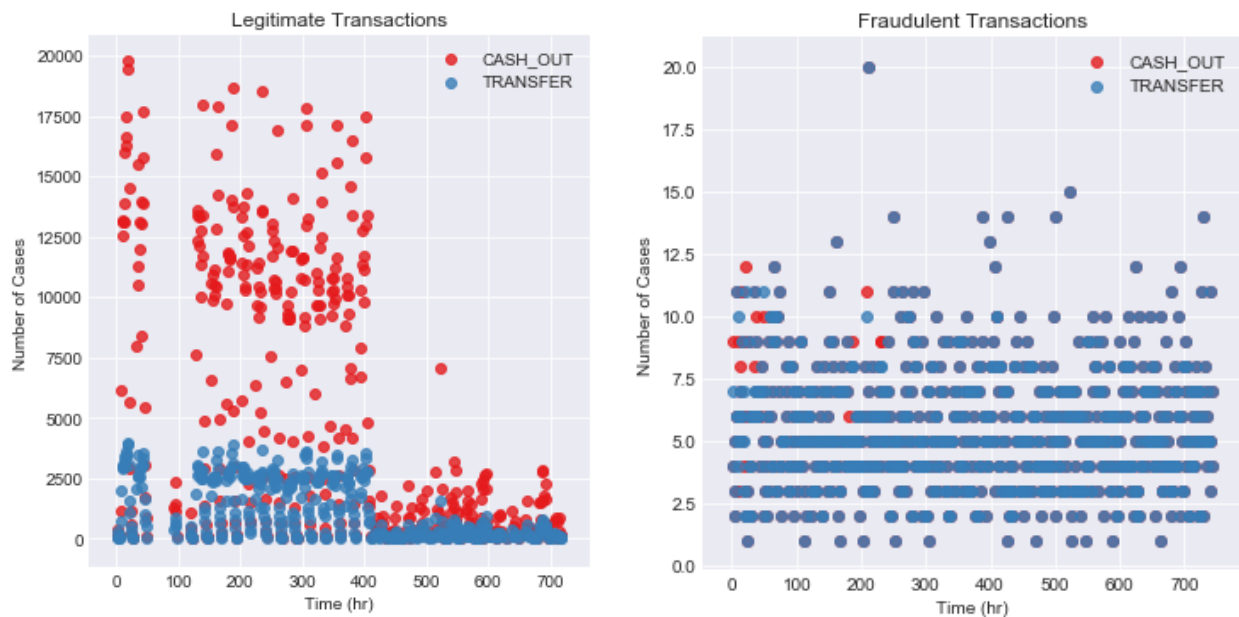 Legitimate Transactions
20000
17500
15000
12500
10000
7500
5000
2500
0
Number of Cases
CASH_OUT
TRANSFER
0 100 200 300 400 500 600 700
Time (hr)
Fraudulent Transactions
20.0
17.5
15.0
12.5
10.0
7.5
5.0
2.5
0.0
Number of Cases
CASH_OUT
TRANSFER
0 100 200 300 400 500 600 700
Time (hr)